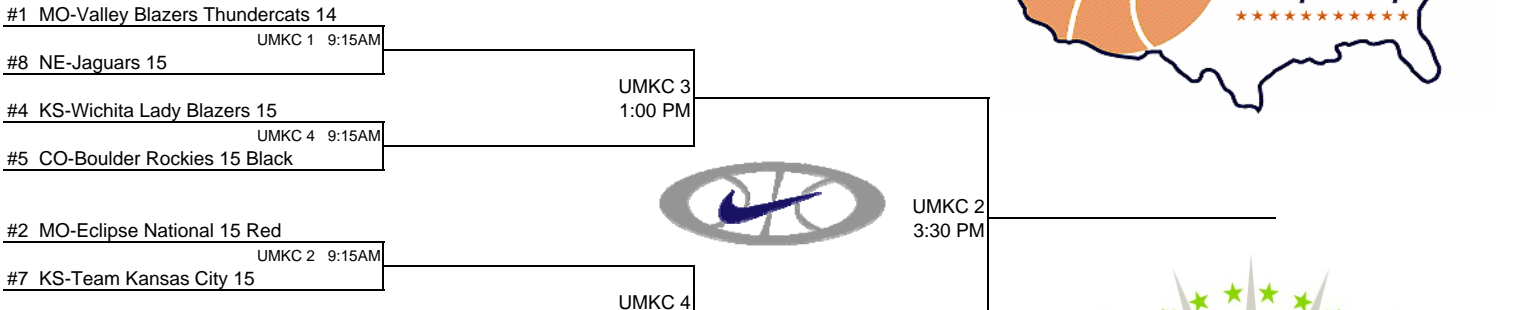 #1 MO-Valley Blazers Thundercats 14
UMKC 1 9:15AM
#8 NE-Jaguars 15
UMKC 3
1:00 PM
#4 KS-Wichita Lady Blazers 15
UMKC 4 9:15AM
#5 CO-Boulder Rockies 15 Black
UMKC 2
3:30 PM
#2 MO-Eclipse National 15 Red
UMKC 2 9:15AM
#7 KS-Team Kansas City 15
UMKC 4